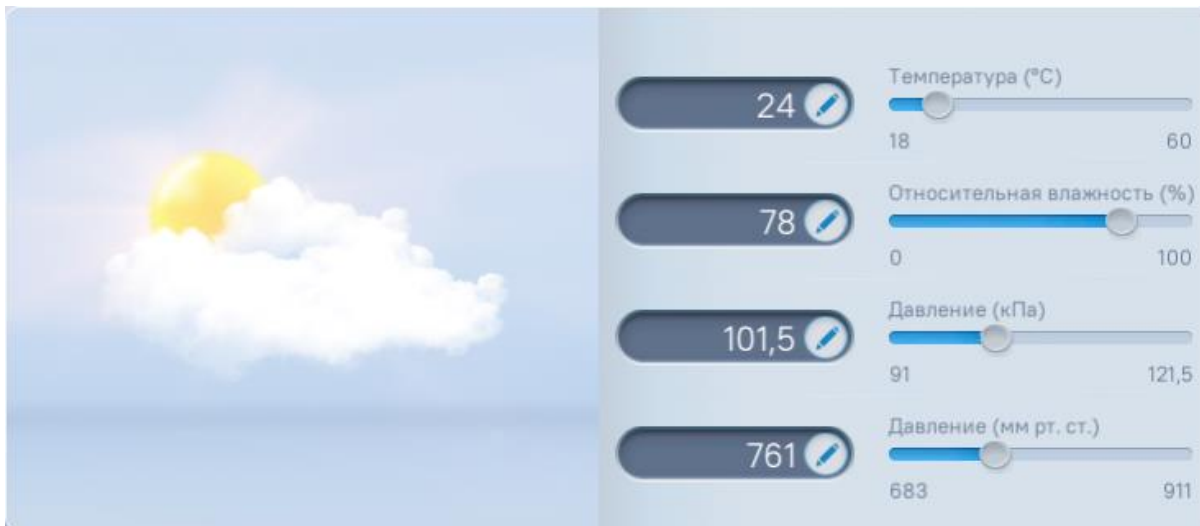 24
Температура (°C)
18 60
78
Относительная влажность (%)
0 100
101,5
Давление (кПа)
91 121,5
761
Давление (мм рт. ст.)
683 911